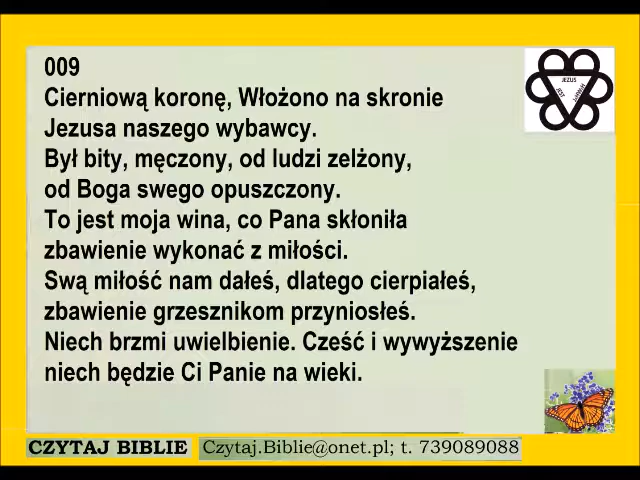 009
Cierniową koronę, Włożono na skronie
Jezusa naszego wybawcy.
Był bity, męczony, od ludzi zelżony,
od Boga swego opuszczony.
To jest moja wina, co Pana skłoniła
zbawienie wykonać z miłości.
Swą miłość nam dałeś, dlatego cierpiałeś,
zbawienie grzesznikom przyniosłeś.
Niech brzmi uwielbienie. Cześć i wywyższenie
niech będzie Ci Panie na wieki.
JEZUS
JEST
CZYTAJ BIBLIE Czytaj.Biblie@onet.pl; t. 739089088